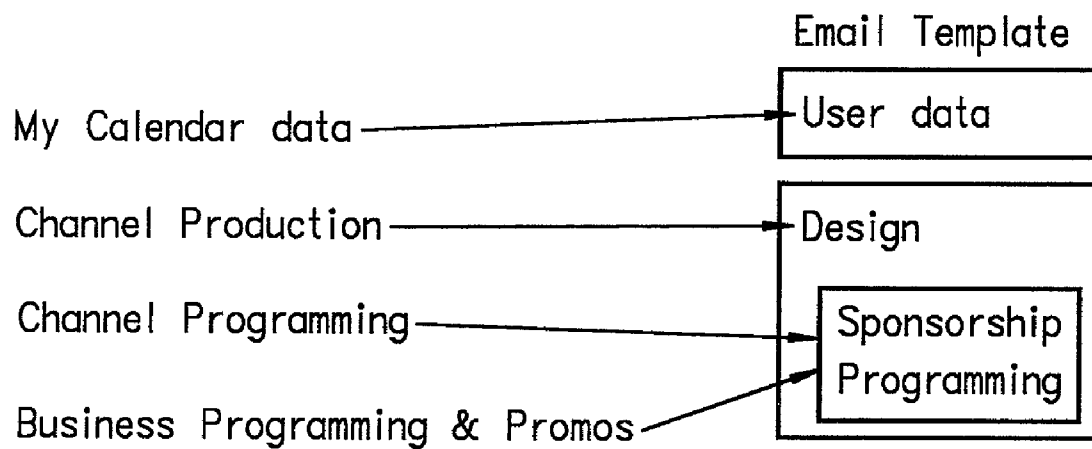 Email Template
My Calendar data
User data
Channel Production
Design
Channel Programming
Sponsorship
Programming
Business Programming & Promos